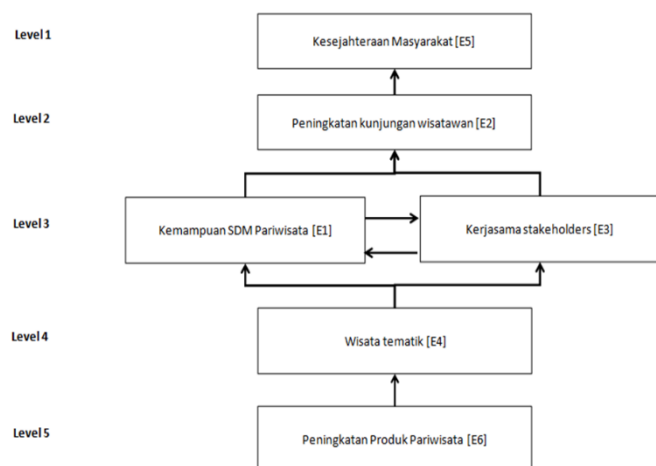 Level 1
Kesejahteraan Masyarakat [E5]
Level 2
Peningkatan kunjungan wisatawan [E2]
Level 3
Kemampuan SDM Pariwisata [E1]
Kerjasama stakeholders [E3]
Level 4
Wisata tematik [E4]
Level 5
Peningkatan Produk Pariwisata [E6]